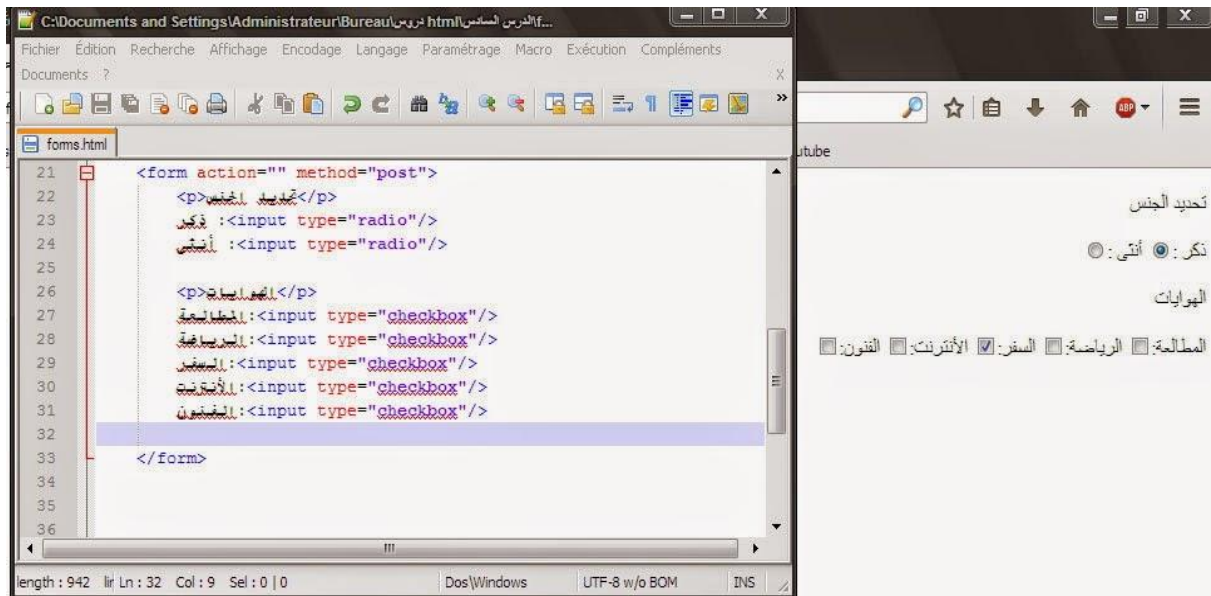 C:\Documents and Settings\Administrateur\Bureau\دروس html\الدرس السادس\f...
Fichier Édition Recherche Affichage Encodage Langage Paramétrage Macro Exécution Compléments
Documents ? X
forms.html
21 <form action="" method="post">
22 <p>تحديد الجنس</p>
23 ذكر :<input type="radio"/>
24 أنثى :<input type="radio"/>
25
26 <p>الهوايات</p>
27 المطالعة:<input type="checkbox"/>
28 الرياضة:<input type="checkbox"/>
29 السفر:<input type="checkbox"/>
30 الأنترنت:<input type="checkbox"/>
31 الفنون:<input type="checkbox"/>
32
33 </form>
34
35
36
length : 942 lir Ln : 32 Col : 9 Sel : 0 | 0 Dos\Windows UTF-8 w/o BOM INS
ABP
utube
تحديد الجنس
ذكر : أنثى :
الهوايات
المطالعة: الرياضة: السفر: الأنترنت: الفنون: